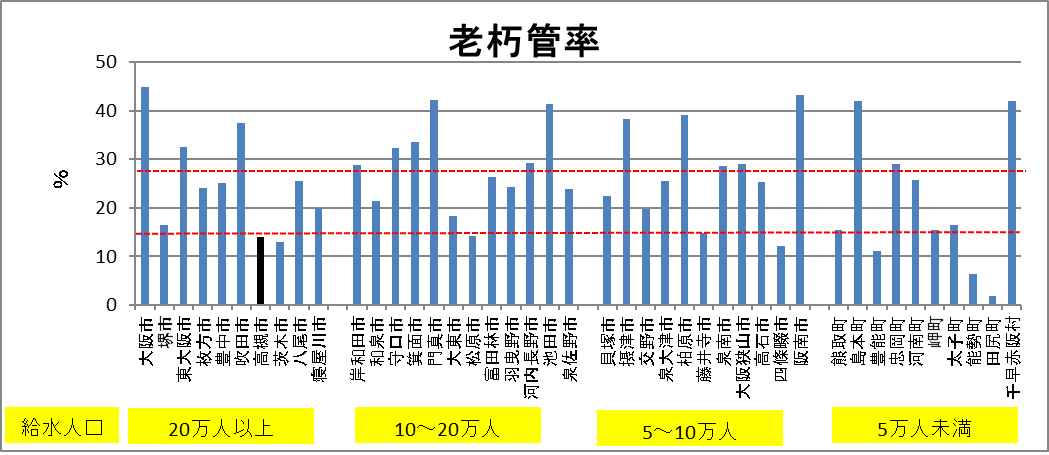 老朽管率
%
50
40
30
20
10
0
大阪市
堺市
東大阪市
枚方市
豊中市
吹田市
高槻市
茨木市
八尾市
寝屋川市
岸和田市
和泉市
守口市
箕面市
門真市
大東市
松原市
富田林市
羽曳野市
河内長野市
池田市
泉佐野市
貝塚市
摂津市
交野市
泉大津市
柏原市
藤井寺市
泉南市
大阪狭山市
高石市
四條畷市
阪南市
熊取町
島本町
豊能町
忠岡町
河南町
岬町
太子町
能勢町
田尻町
千早赤阪村
給水人口
20万人以上
10～20万人
5～10万人
5万人未満